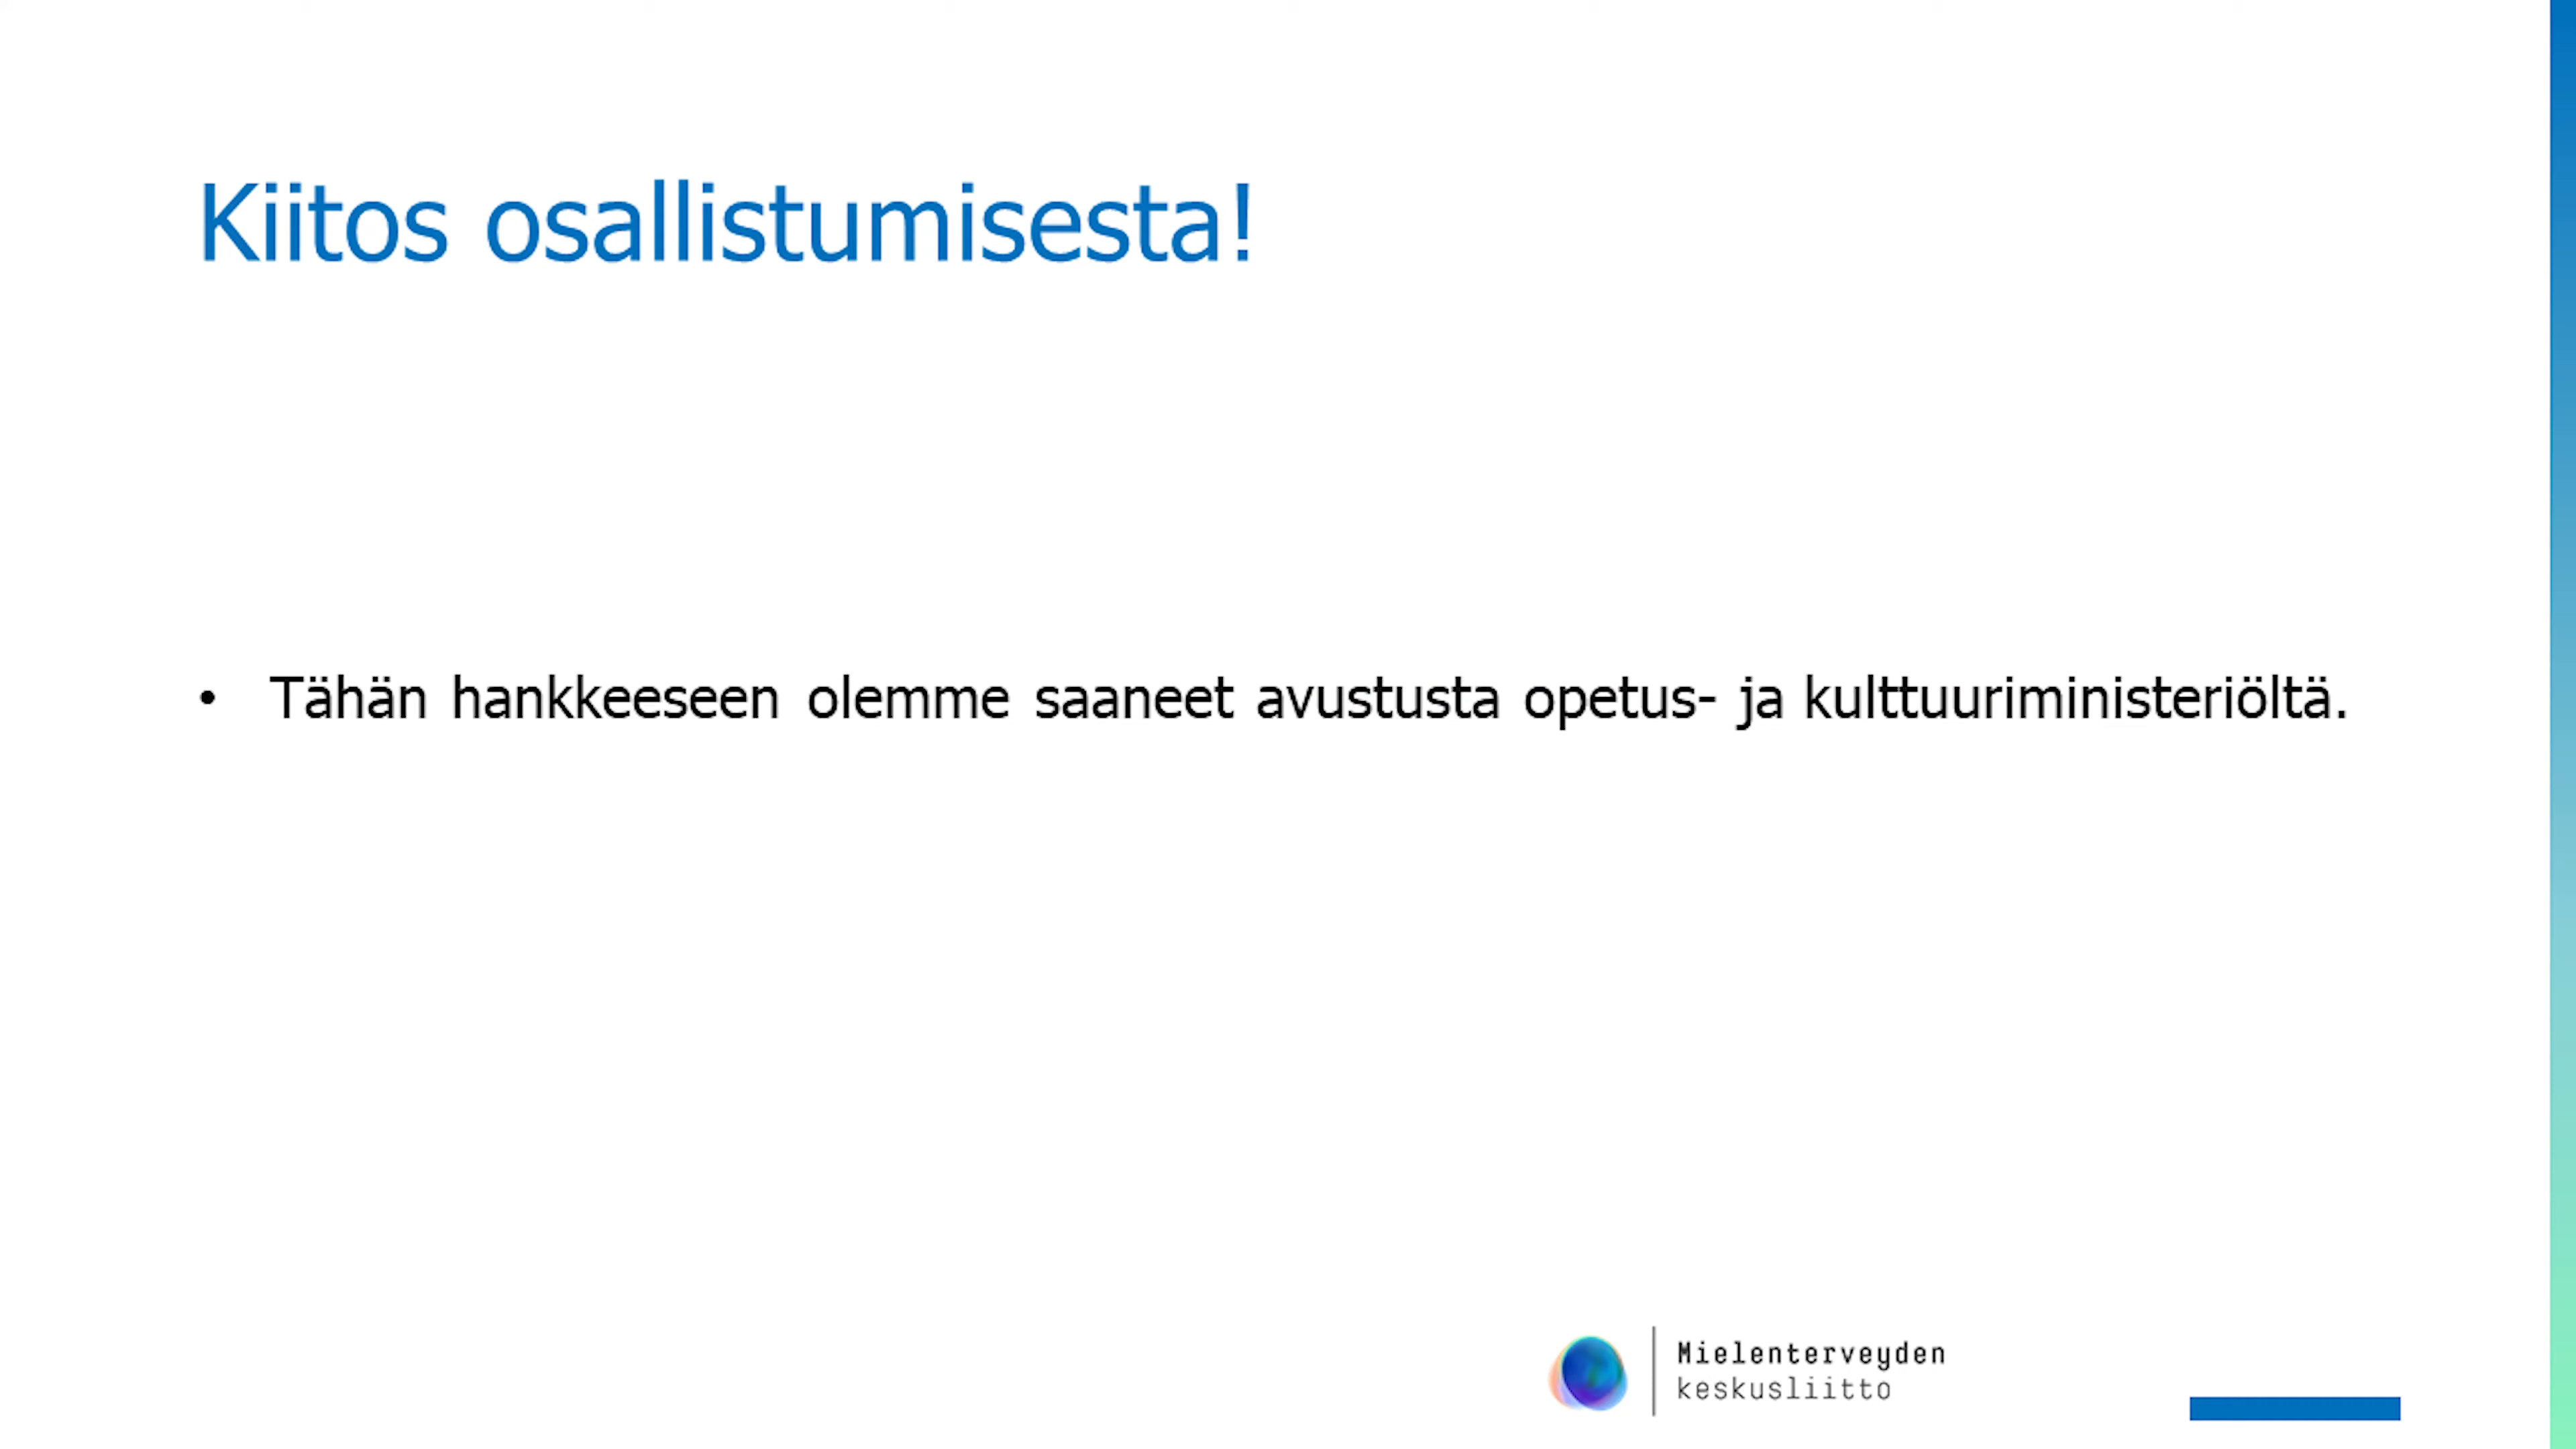 Kiitos osallistumisesta!
• Tähän hankkeeseen olemme saaneet avustusta opetus- ja kulttuuriministeriöltä.
Mielenterveyden
keskusliitto